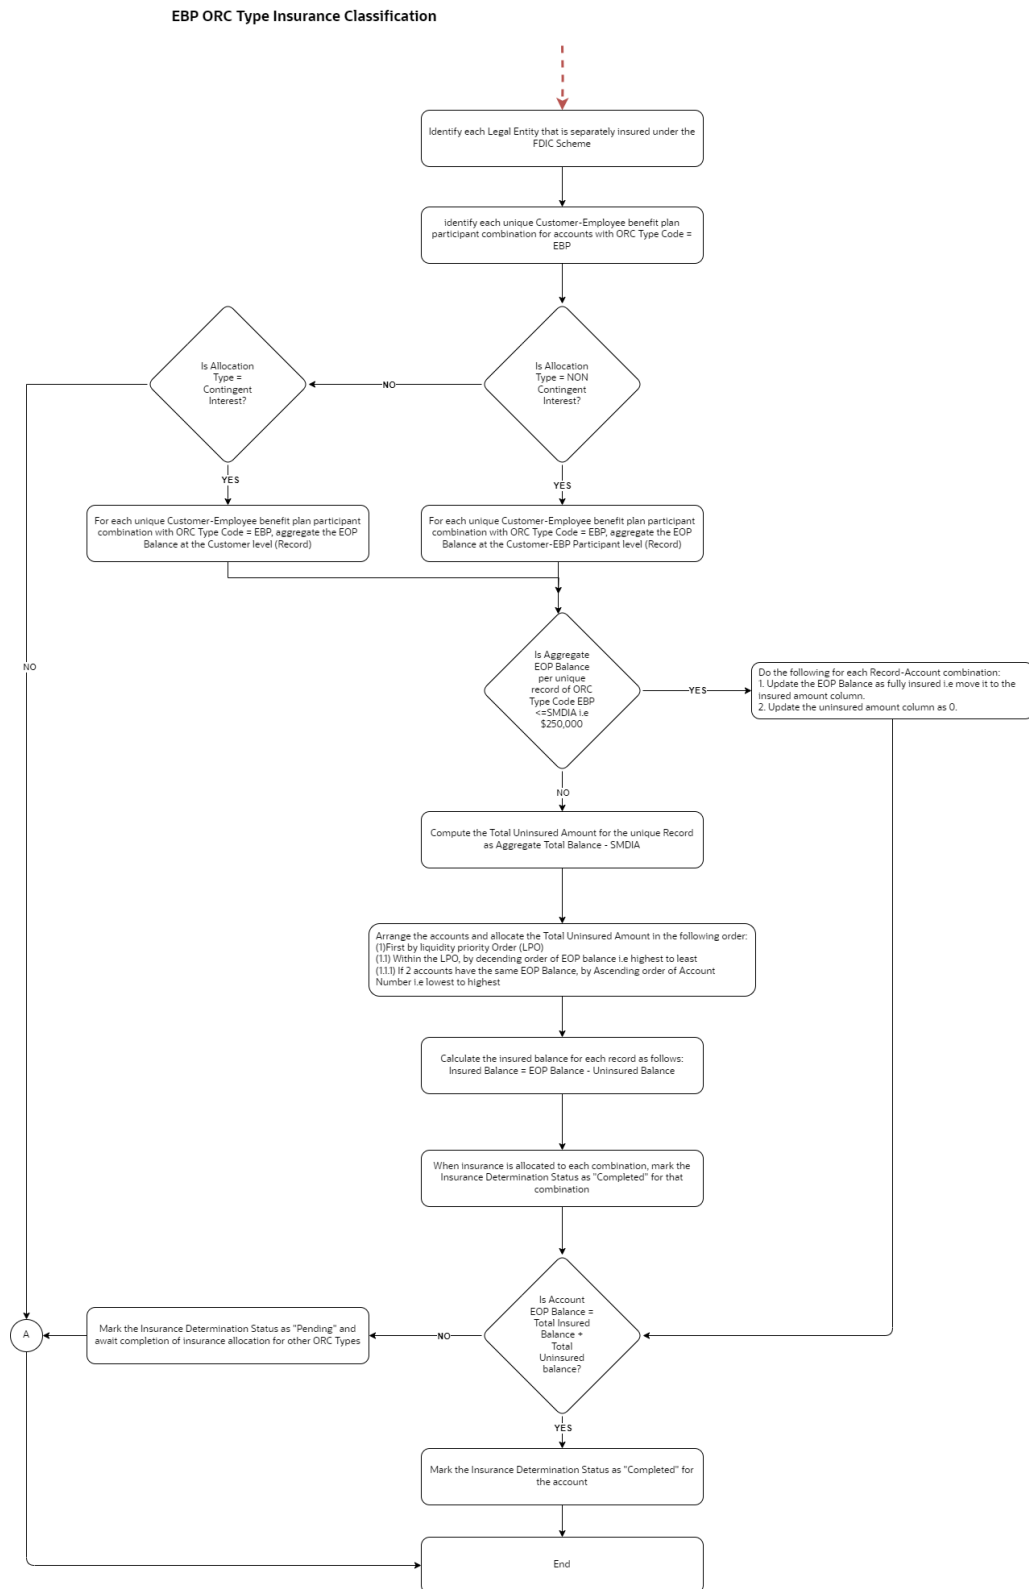 EBP ORC Type Insurance Classification
Identify each Legal Entity that is separately insured under the
FDIC Scheme
identify each unique Customer-Employee benefit plan
participant combination for accounts with ORC Type Code =
EBP
Is Allocation
Type =
Contingent
Interest?
NO
Is Allocation
Type = NON
Contingent
Interest?
YES
YES
For each unique Customer-Employee benefit plan participant
combination with ORC Type Code = EBP, aggregate the EOP
Balance at the Customer level (Record)
For each unique Customer-Employee benefit plan participant
combination with ORC Type Code = EBP, aggregate the EOP
Balance at the Customer-EBP Participant level (Record)
NO
Is Aggregate
EOP Balance
per unique
record of ORC
Type Code EBP
<=SMDIA i.e
$250,000
YES
Do the following for each Record-Account combination:
1. Update the EOP Balance as fully insured i.e move it to the
insured amount column.
2. Update the uninsured amount column as 0.
NO
Compute the Total Uninsured Amount for the unique Record
as Aggregate Total Balance - SMDIA
Arrange the accounts and allocate the Total Uninsured Amount in the following order:
(1)First by liquidity priority Order (LPO)
(1.1) Within the LPO, by decending order of EOP balance i.e highest to least
(1.1.1) If 2 accounts have the same EOP Balance, by Ascending order of Account
Number i.e lowest to highest
Calculate the insured balance for each record as follows:
Insured Balance = EOP Balance - Uninsured Balance
When insurance is allocated to each combination, mark the
Insurance Determination Status as "Completed" for that
combination
A
Mark the Insurance Determination Status as "Pending" and
await completion of insurance allocation for other ORC Types
NO
Is Account
EOP Balance =
Total Insured
Balance +
Total
Uninsured
balance?
YES
Mark the Insurance Determination Status as "Completed" for
the account
End